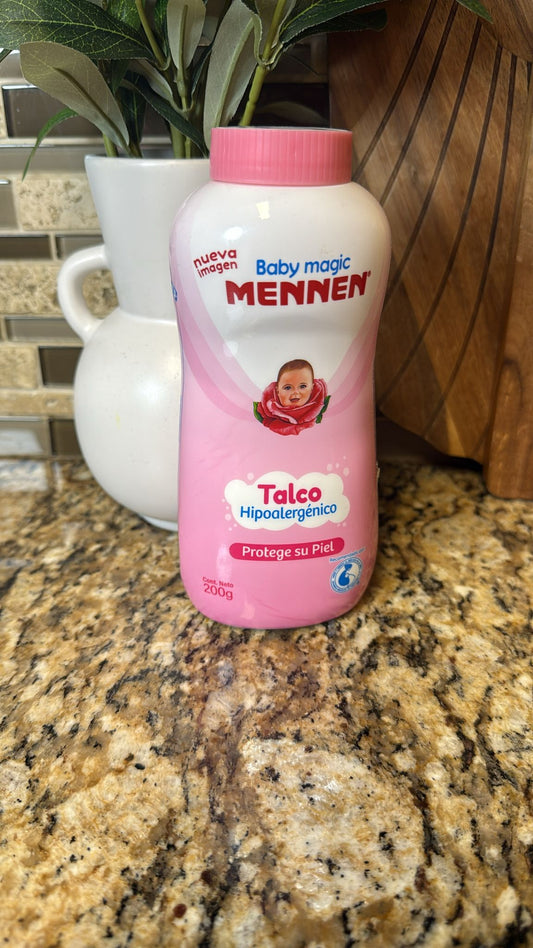 nueva
imagen
Baby magic
MENNEN®
Talco
Hipoalergénico
Protege su Piel
Cont. Neto
200g